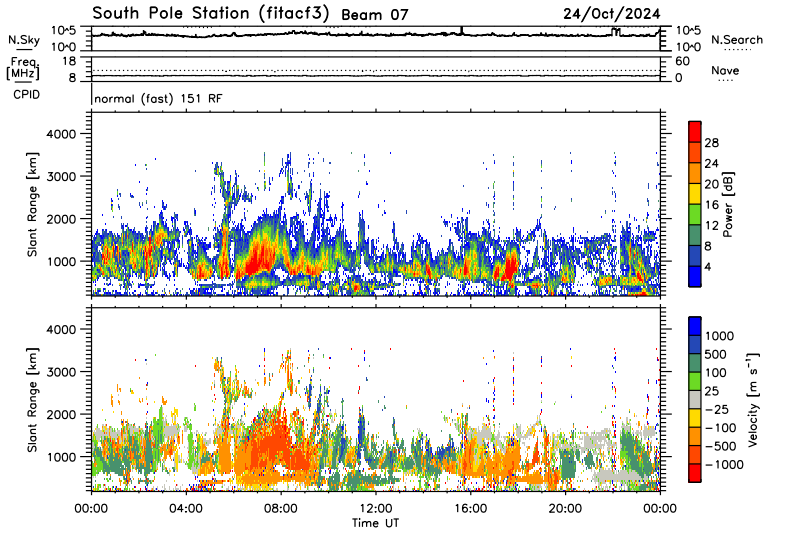 South Pole Station (fitacf3) Beam 07 24/Oct/2024
N.Sky 10^5 10^0 10^5 10^0 N.Search
Freq. [MHz] 18 8 60 0 Nave
CPID normal (fast) 151 RF
Slant Range [km] 4000 3000 2000 1000
28 24 20 16 12 8 4 Power [dB]
Slant Range [km] 4000 3000 2000 1000
1000 500 100 25 −25 −100 −500 −1000 Velocity [m s⁻¹]
00:00 04:00 08:00 12:00 16:00 20:00 00:00
Time UT